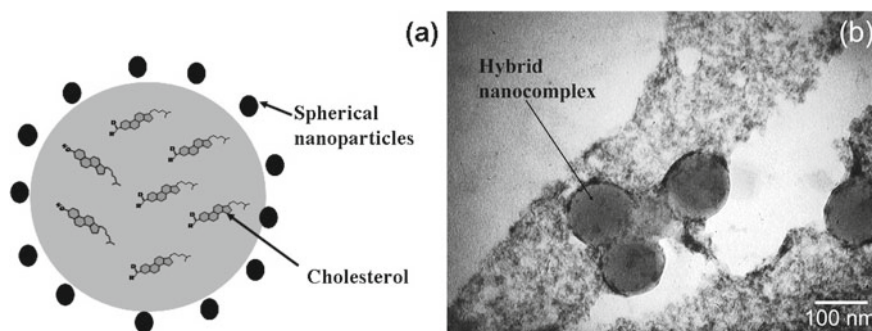 (a)
Spherical
nanoparticles
Cholesterol
(b)
Hybrid
nanocomplex
100 nm